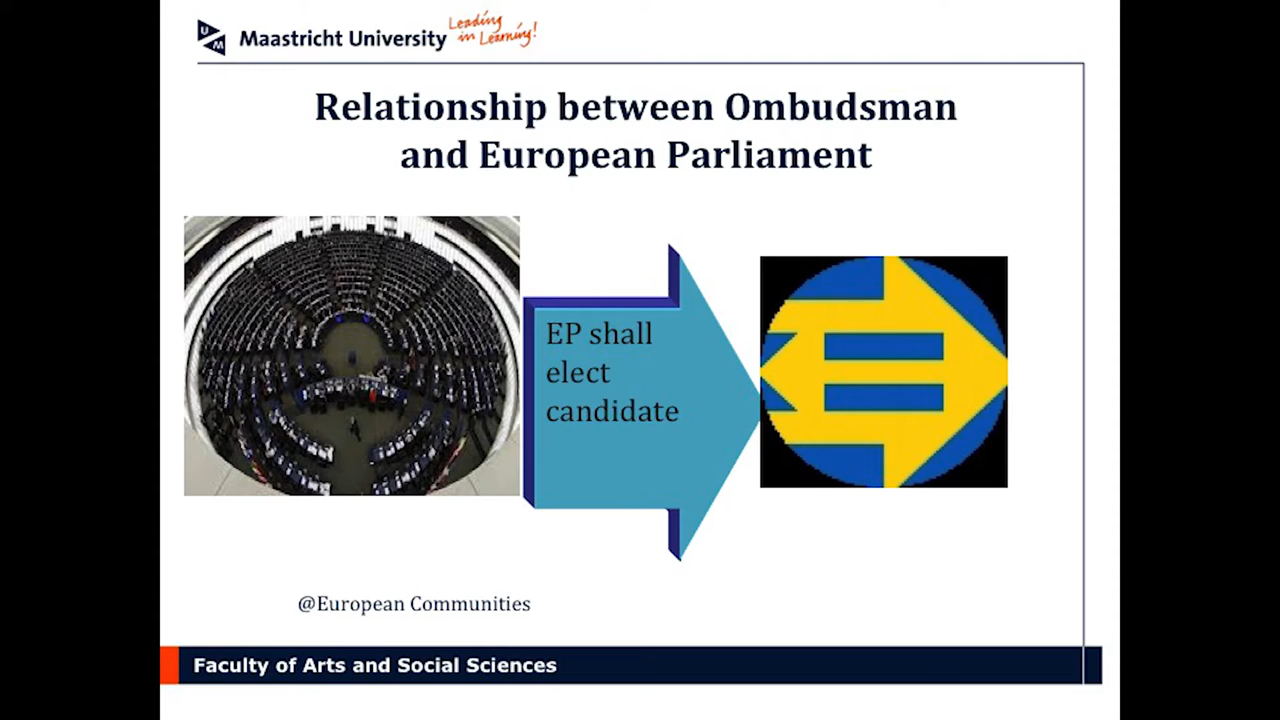 UM
Maastricht University
Leading
in Learning!
Relationship between Ombudsman
and European Parliament
EP shall
elect
candidate
@European Communities
Faculty of Arts and Social Sciences